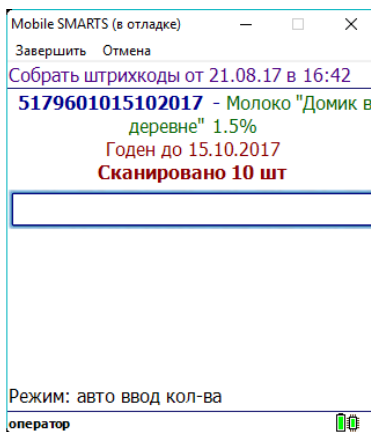 Mobile SMARTS (в отладке)
Завершить Отмена
Собрать штрихкоды от 21.08.17 в 16:42
5179601015102017 - Молоко "Домик в
деревне" 1.5%
Годен до 15.10.2017
Сканировано 10 шт
Режим: авто ввод кол-ва
оператор